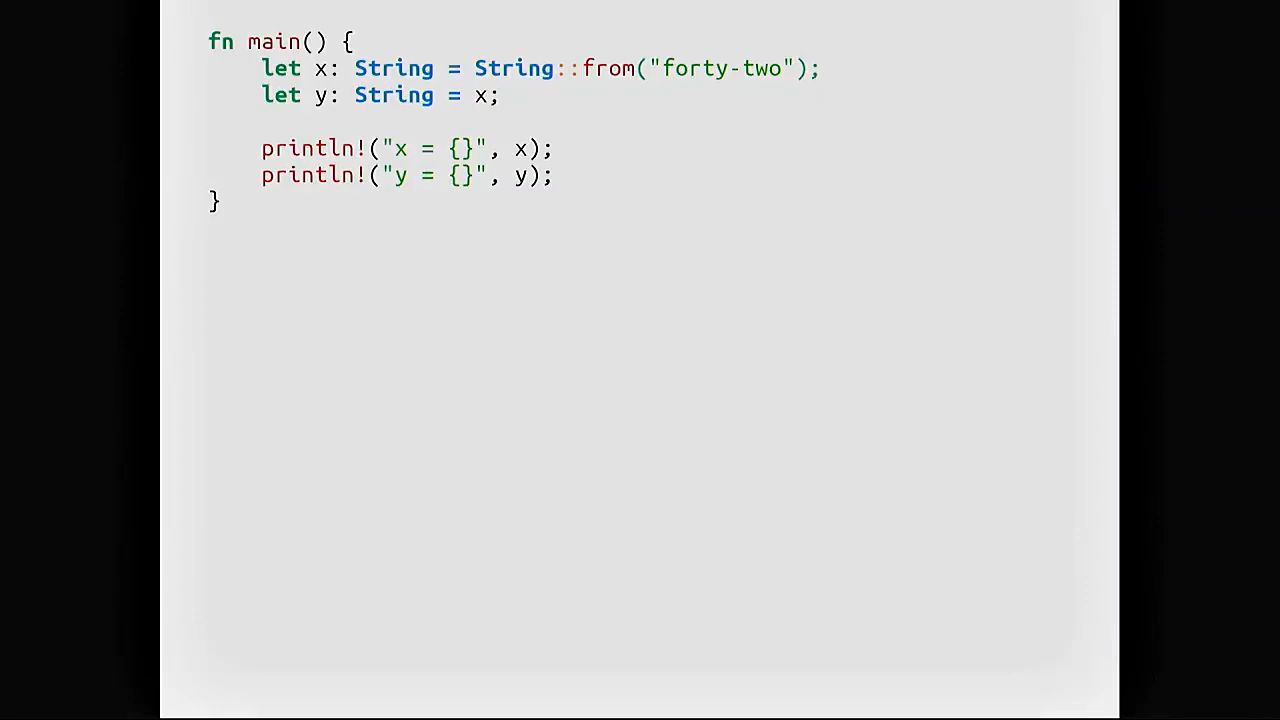 fn main() {
    let x: String = String::from("forty-two");
    let y: String = x;

    println!("x = {}", x);
    println!("y = {}", y);
}